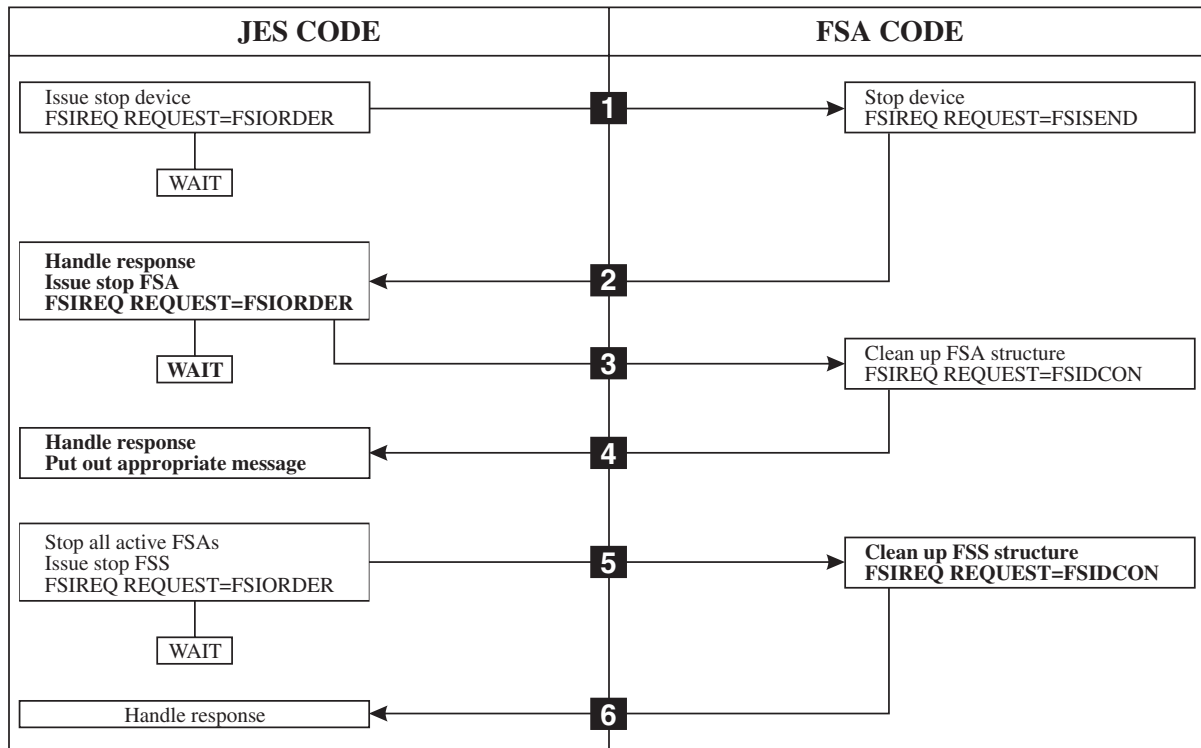 JES CODE
FSA CODE
Issue stop device
FSIREQ REQUEST=FSIORDER
1
Stop device
FSIREQ REQUEST=FSISEND
WAIT
Handle response
Issue stop FSA
FSIREQ REQUEST=FSIORDER
2
WAIT
3
Clean up FSA structure
FSIREQ REQUEST=FSIDCON
Handle response
Put out appropriate message
4
Stop all active FSAs
Issue stop FSS
FSIREQ REQUEST=FSIORDER
5
Clean up FSS structure
FSIREQ REQUEST=FSIDCON
WAIT
Handle response
6